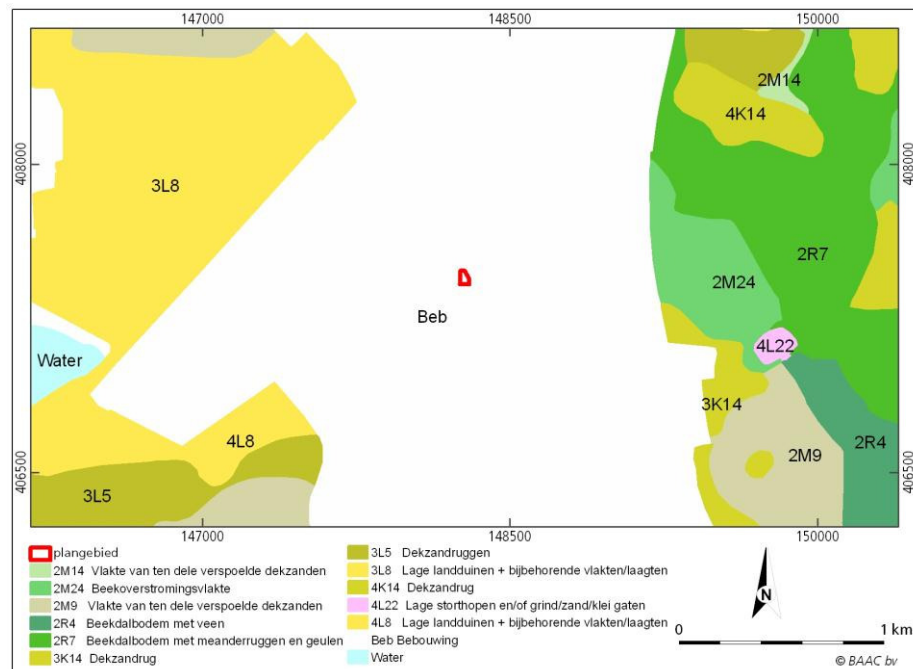 147000 148500 150000
2M14
4K14
408000 408000
3L8
2R7
2M24
Beb
Water
4L22
3K14
4L8
2R4
2M9
406500 406500
3L5
147000 148500 150000
plangebied
2M14 Vlakte van ten dele verspoelde dekzanden
2M24 Beekoverstromingsvlakte
2M9 Vlakte van ten dele verspoelde dekzanden
2R4 Beekdalbodem met veen
2R7 Beekdalbodem met meanderruggen en geulen
3K14 Dekzandrug
3L5 Dekzandruggen
3L8 Lage landduinen + bijbehorende vlakten/laagten
4K14 Dekzandrug
4L22 Lage storthopen en/of grind/zand/klei gaten
4L8 Lage landduinen + bijbehorende vlakten/laagten
Beb Bebouwing
Water
N
0 1 km
© BAAC bv